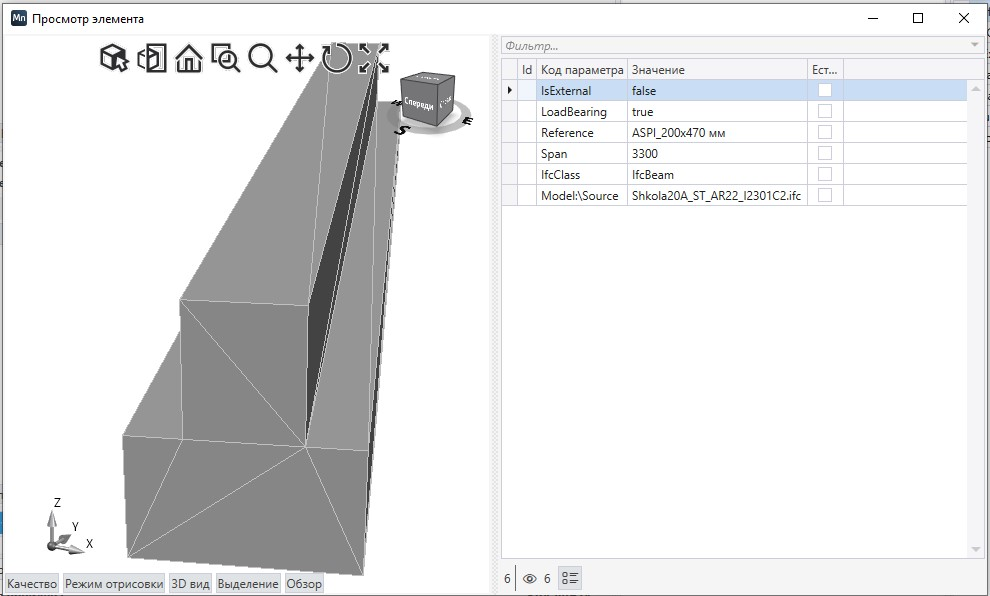 Mn Просмотр элемента
Фильтр...
Id Код параметра Значение Ест...
IsExternal false
LoadBearing true
Reference ASPI_200x470 мм
Span 3300
IfcClass IfcBeam
Model:\Source Shkola20A_ST_AR22_I2301C2.ifc
Спереди
S
E
Z
Y
X
Качество Режим отрисовки 3D вид Выделение Обзор
6 6